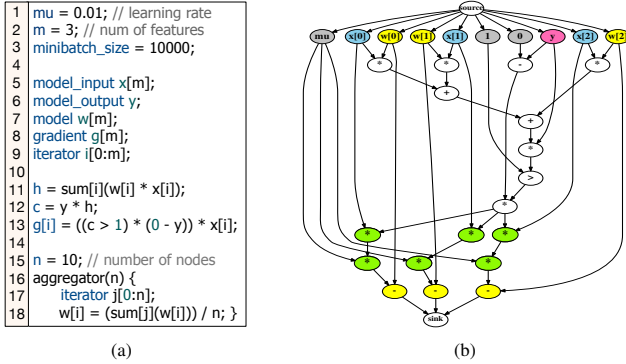 1 mu = 0.01; // learning rate
2 m = 3; // num of features
3 minibatch_size = 10000;
4
5 model_input x[m];
6 model_output y;
7 model w[m];
8 gradient g[m];
9 iterator i[0:m];
10
11 h = sum[i](w[i] * x[i]);
12 c = y * h;
13 g[i] = ((c > 1) * (0 - y)) * x[i];
14
15 n = 10; // number of nodes
16 aggregator(n) {
17 iterator j[0:n];
18 w[i] = (sum[j](w[i])) / n; }
(a)
source
mu x[0] w[0] w[1] x[1] 1 0 y x[2] w[2
* * - *
+
+
*
>
*
* * *
* * *
- - -
sink
(b)